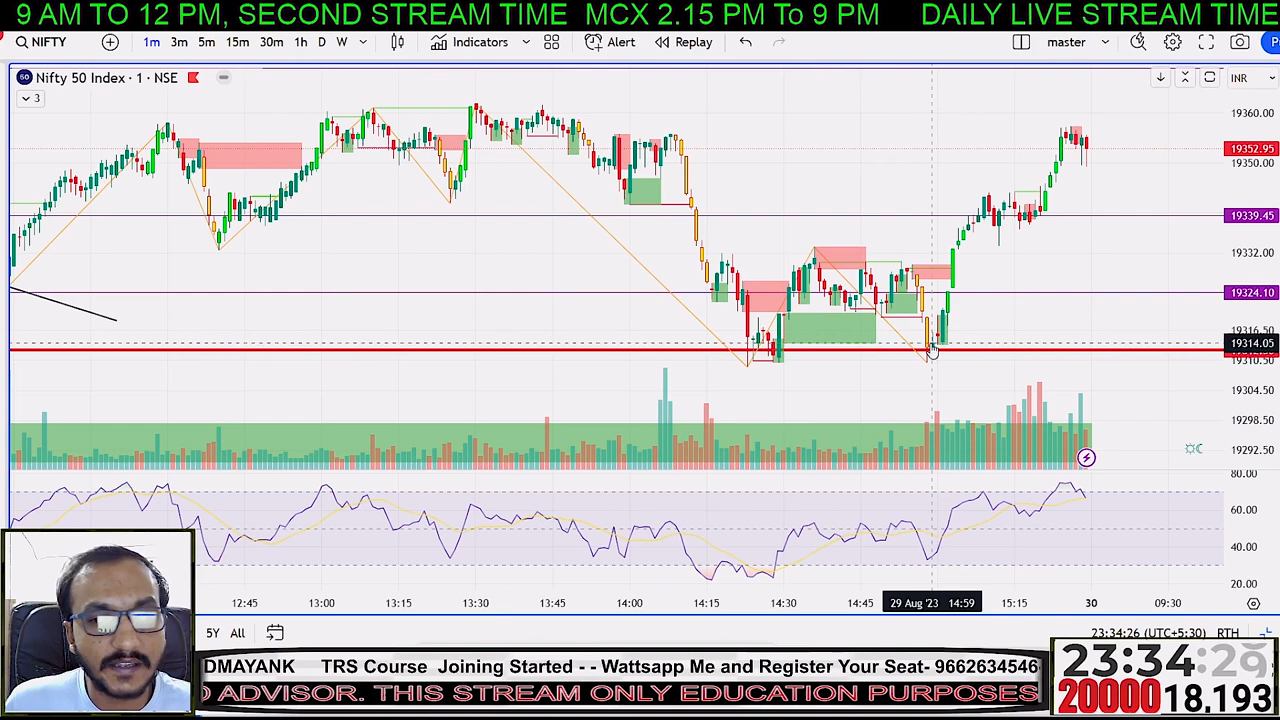 9 AM TO 12 PM, SECOND STREAM TIME MCX 2.15 PM To 9 PM DAILY LIVE STREAM TIME
NIFTY 1m 3m 5m 15m 30m 1h D W Indicators Alert Replay master
Nifty 50 Index · 1 · NSE
INR
3
19360.00
19352.95
19350.00
19339.45
19332.00
19324.10
19316.50
19314.05
19310.50
19304.50
19298.50
19292.50
80.00
60.00
40.00
20.00
2:45 13:00 13:15 13:30 13:45 14:00 14:15 14:30 14:45 29 Aug '23 14:59 15:15 30 09:30
5Y All
23:34:26 (UTC+5:30) RTH
DMAYANK TRS Course Joining Started - - Wattsapp Me and Register Your Seat- 9662634546
ADVISOR. THIS STREAM ONLY EDUCATION PURPOSES
23:34:29
20000 18,193